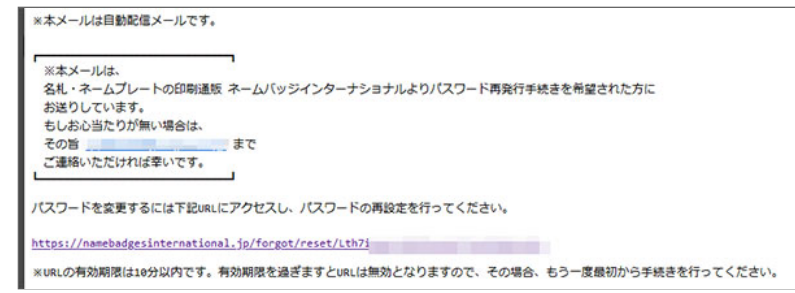 ※本メールは自動配信メールです。
※本メールは、
名札・ネームプレートの印刷通販 ネームバッジインターナショナルよりパスワード再発行手続きを希望された方に
お送りしています。
もしお心当たりが無い場合は、
その旨 まで
ご連絡いただければ幸いです。
パスワードを変更するには下記URLにアクセスし、パスワードの再設定を行ってください。
https://namebadgesinternational.jp/forgot/reset/Lth7i
※URLの有効期限は10分以内です。有効期限を過ぎますとURLは無効となりますので、その場合、もう一度最初から手続きを行ってください。